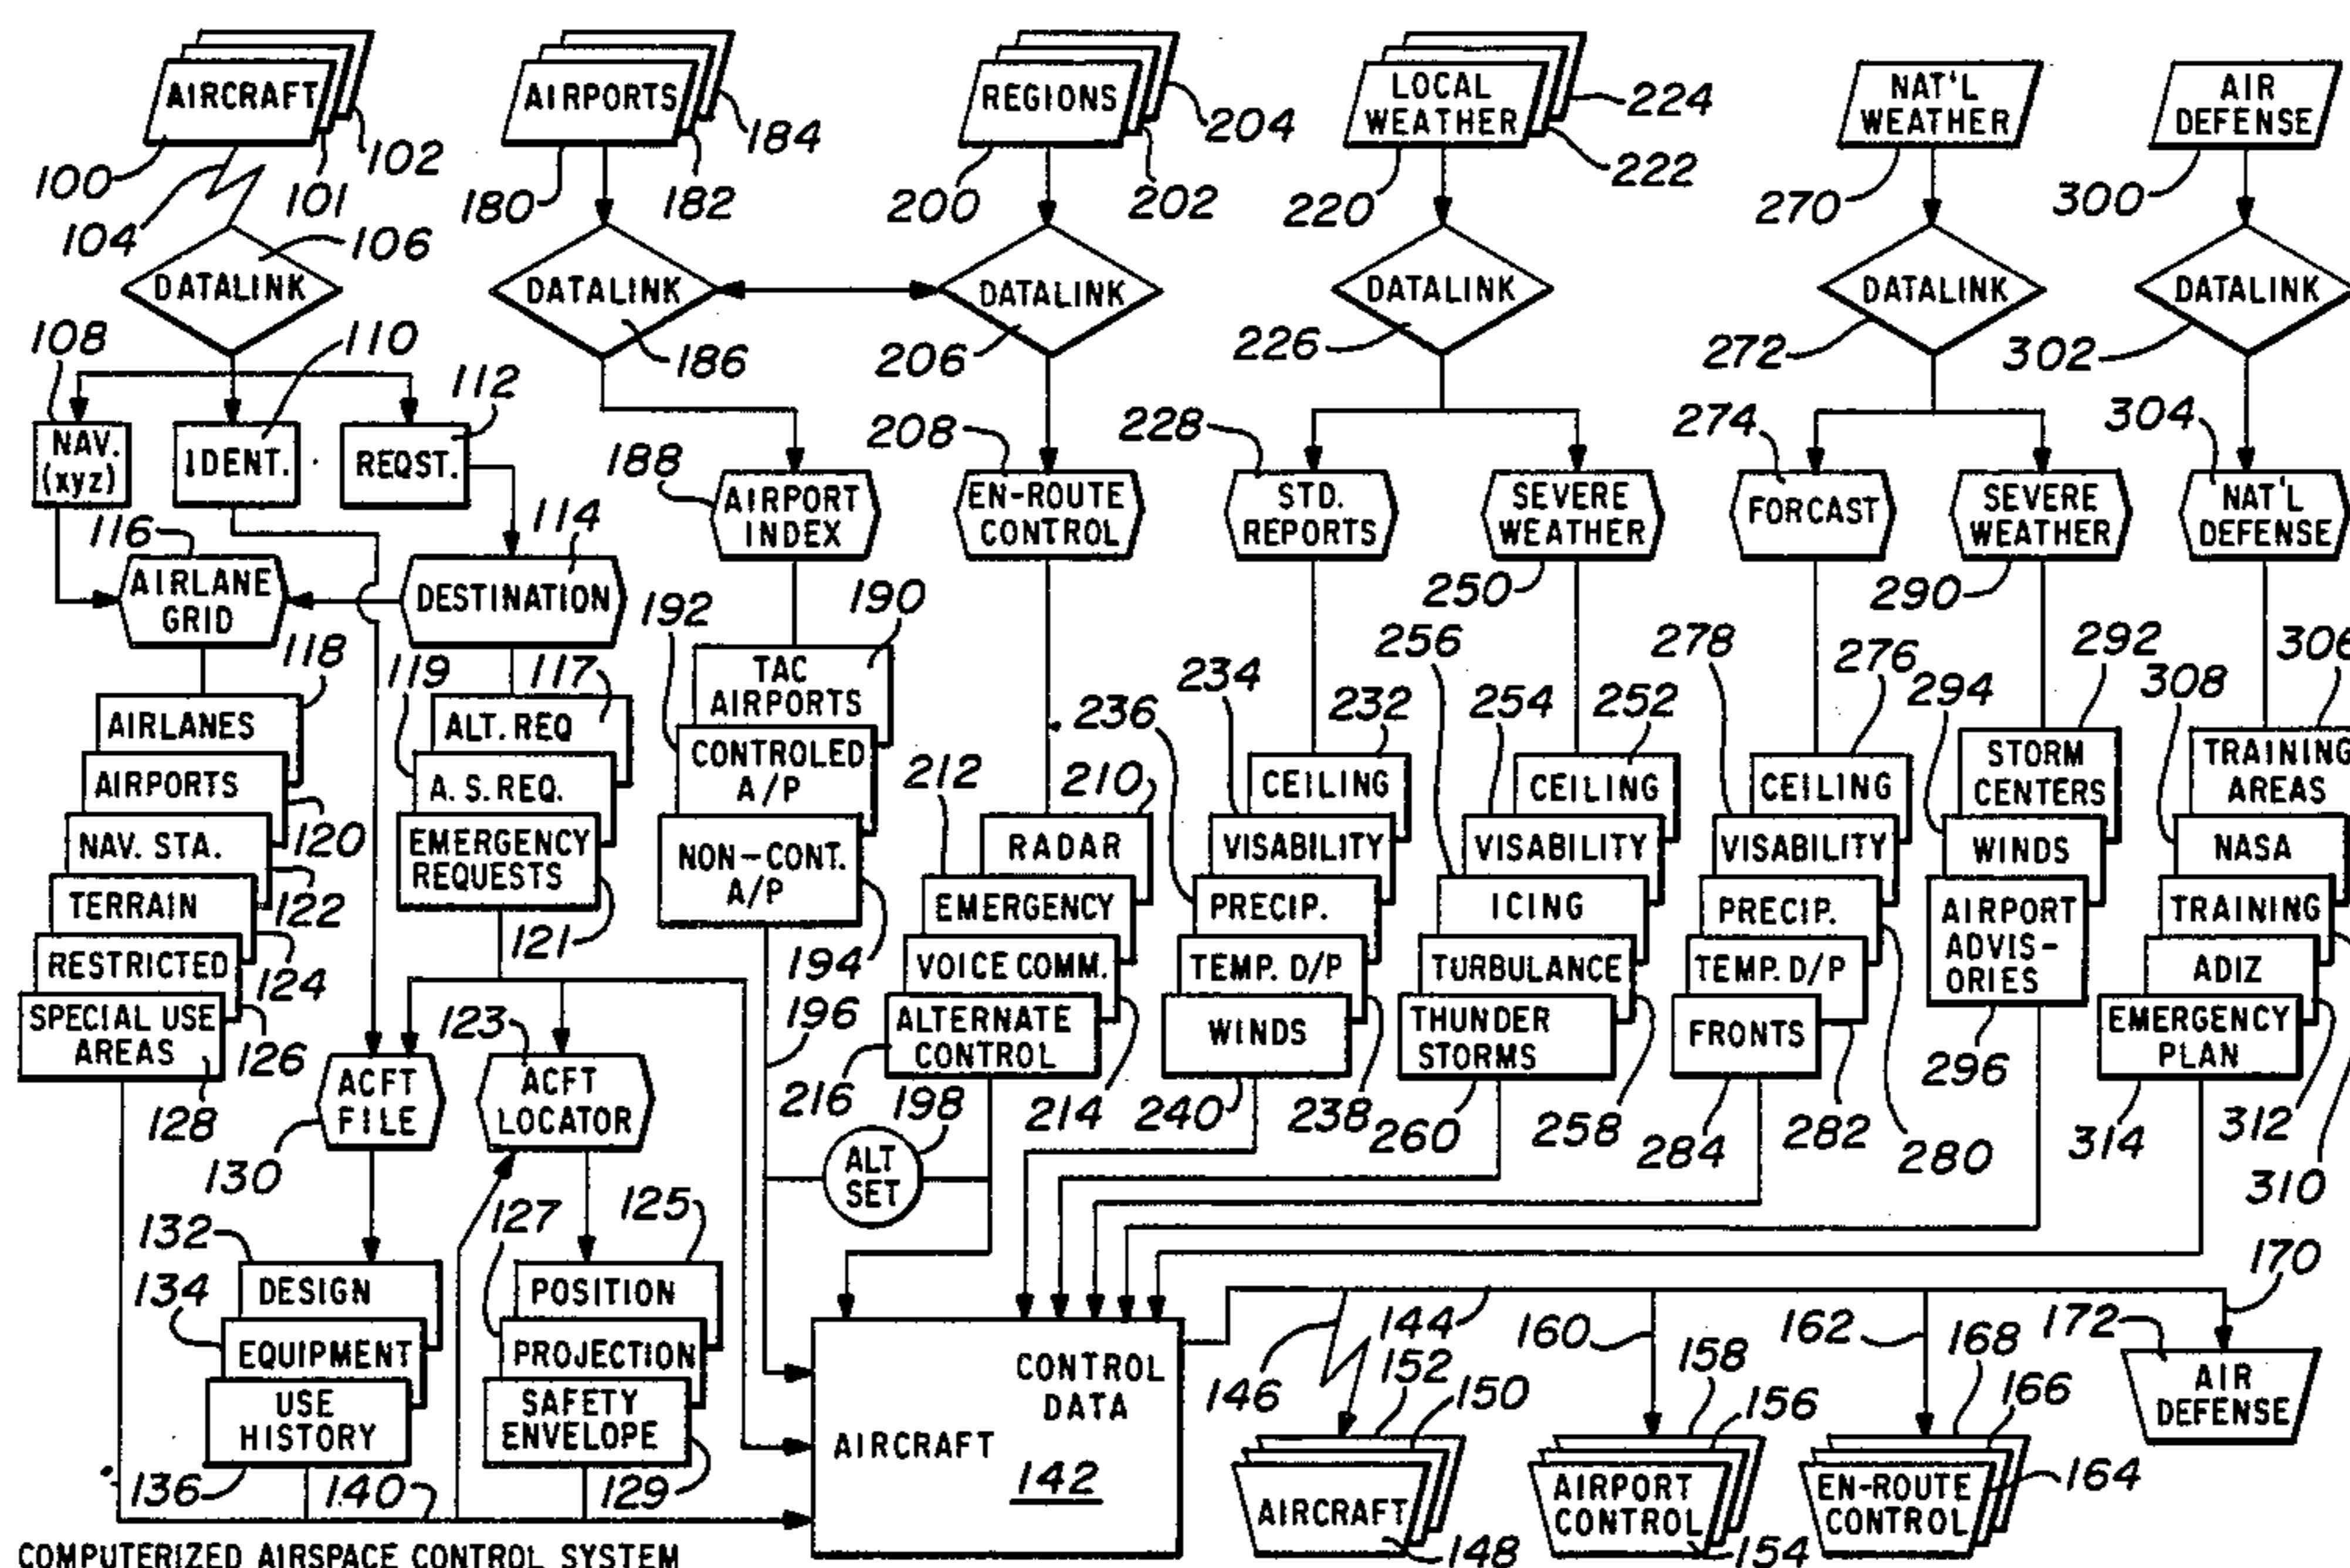 AIRCRAFT
AIRPORTS
REGIONS
LOCAL
WEATHER
NAT'L
WEATHER
AIR
DEFENSE
100
104
101
102
180
182
184
200
202
204
220
222
224
270
300
106
DATALINK
DATALINK
186
DATALINK
206
DATALINK
226
DATALINK
272
DATALINK
302
108
110
112
NAV.
(xyz)
IDENT.
REQST.
188
AIRPORT
INDEX
208
EN-ROUTE
CONTROL
228
STD.
REPORTS
SEVERE
WEATHER
250
274
FORCAST
SEVERE
WEATHER
290
304
NAT'L
DEFENSE
116
AIRLANE
GRID
114
DESTINATION
118
AIRLANES
AIRPORTS
120
NAV. STA.
122
TERRAIN
124
RESTRICTED
126
SPECIAL USE
AREAS
128
119
117
ALT. REQ
A. S. REQ.
EMERGENCY
REQUESTS
121
192
190
TAC
AIRPORTS
CONTROLED
A/P
NON-CONT.
A/P
194
196
212
210
RADAR
EMERGENCY
VOICE COMM.
ALTERNATE
CONTROL
216
214
198
ALT
SET
236
234
232
CEILING
VISABILITY
PRECIP.
TEMP. D/P
WINDS
240
238
256
254
252
CEILING
VISABILITY
ICING
TURBULANCE
THUNDER
STORMS
260
258
278
276
CEILING
VISABILITY
PRECIP.
TEMP. D/P
FRONTS
284
282
280
294
292
STORM
CENTERS
WINDS
AIRPORT
ADVIS-
ORIES
296
308
306
TRAINING
AREAS
NASA
TRAINING
ADIZ
EMERGENCY
PLAN
314
312
310
123
ACFT
FILE
130
ACFT
LOCATOR
132
134
DESIGN
EQUIPMENT
USE
HISTORY
136
140
127
125
POSITION
PROJECTION
SAFETY
ENVELOPE
129
CONTROL
DATA
AIRCRAFT
142
146
144
152
150
AIRCRAFT
148
160
158
156
AIRPORT
CONTROL
154
162
168
166
EN-ROUTE
CONTROL
164
172
170
AIR
DEFENSE
COMPUTERIZED AIRSPACE CONTROL SYSTEM